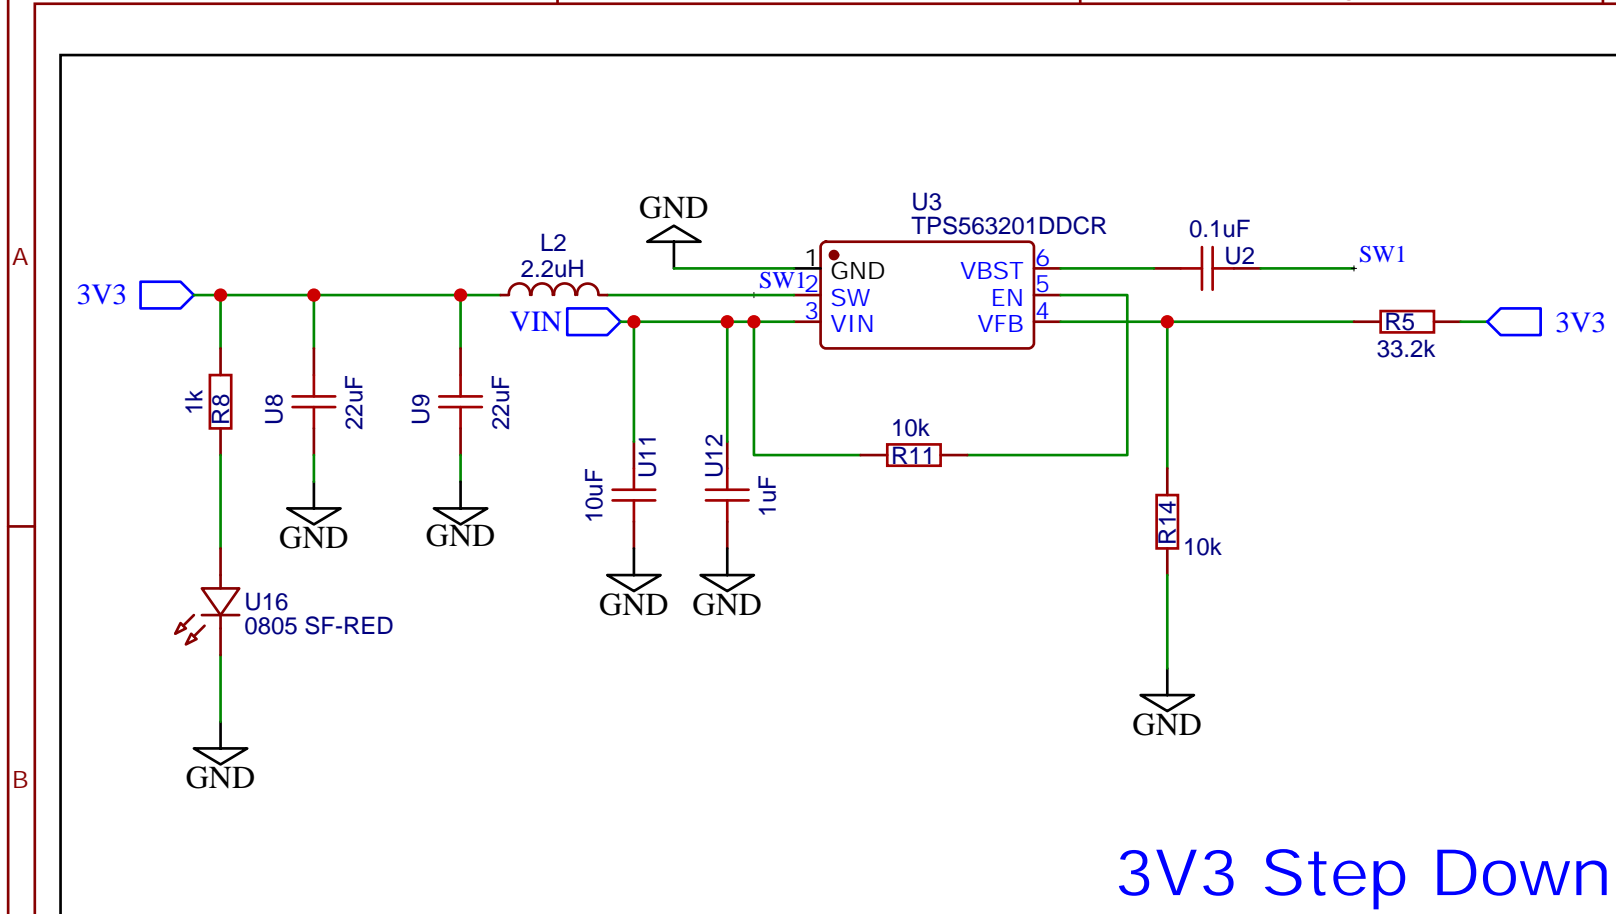 A
B
3V3
L2
2.2uH
GND
SW1
VIN
U3
TPS563201DDCR
1
2
3
GND
SW
VIN
VBST
EN
VFB
6
5
4
0.1uF
U2
SW1
R5
33.2k
3V3
1k
R8
U8
22uF
U9
22uF
10uF
U11
U12
1uF
10k
R11
R14
10k
GND
GND
GND
GND
U16
0805 SF-RED
GND
GND
3V3 Step Down